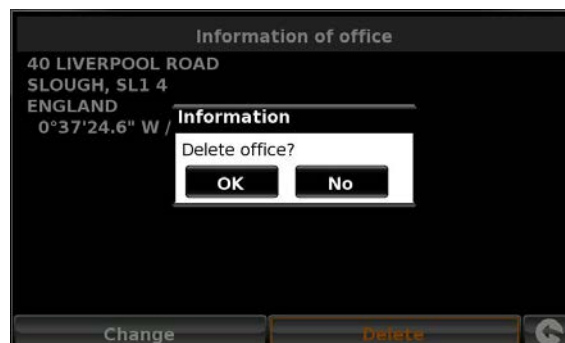 Information of office
40 LIVERPOOL ROAD
SLOUGH, SL1 4
ENGLAND
0°37'24.6" W /
Information
Delete office?
OK No
Change Delete